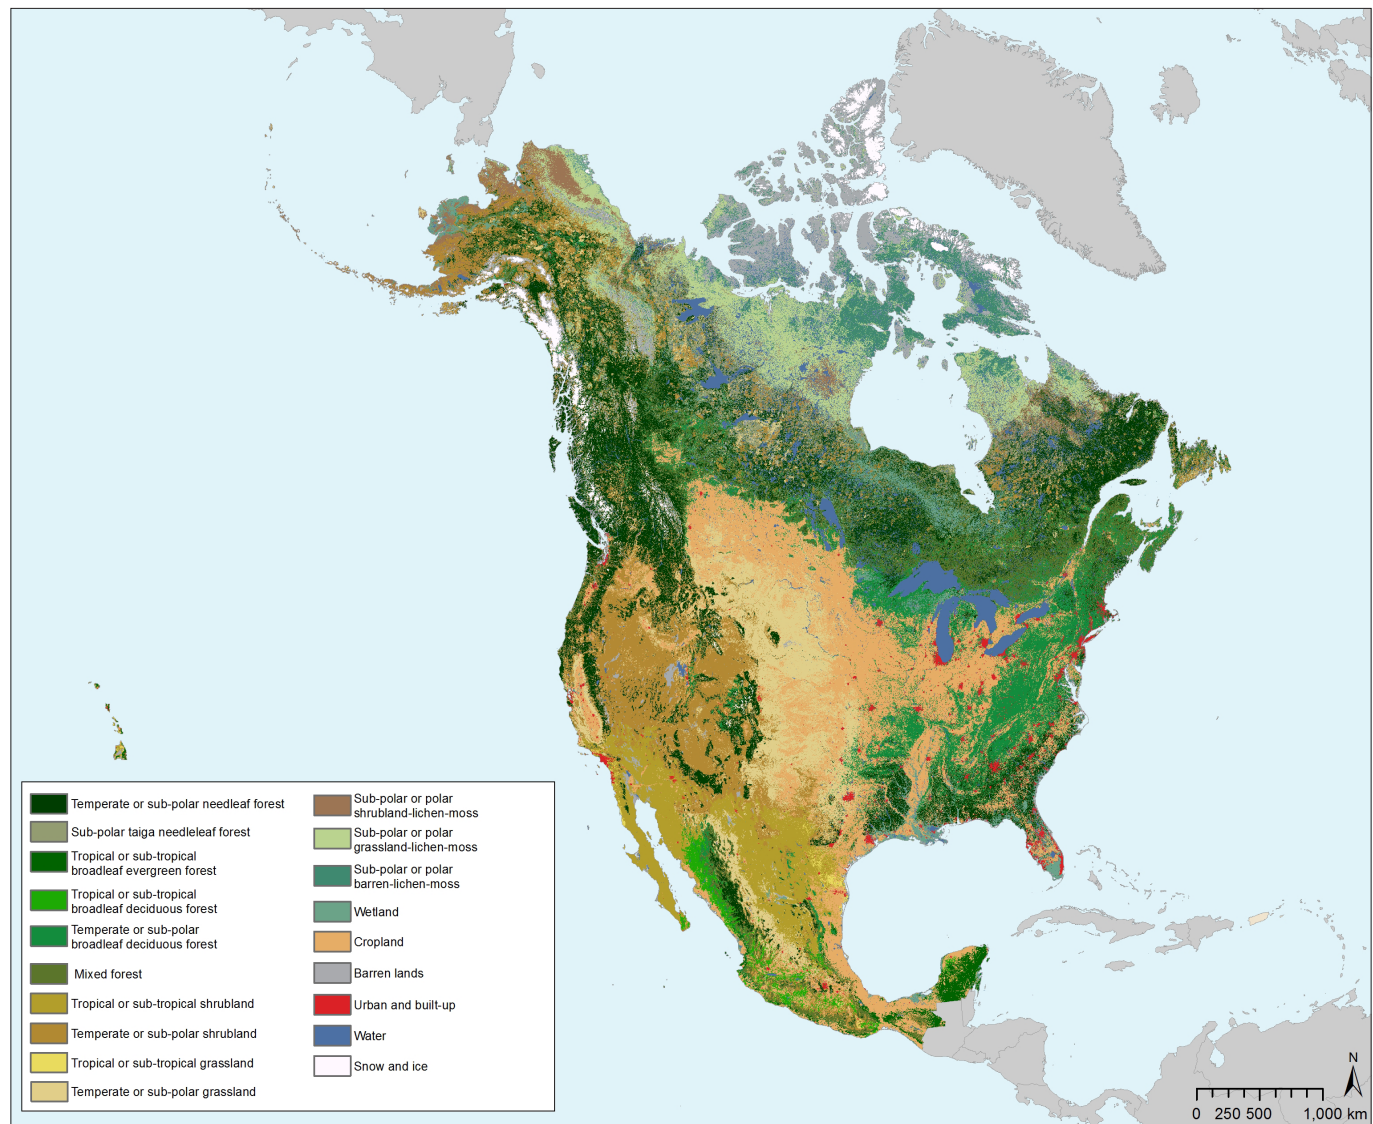 Temperate or sub-polar needleaf forest
Sub-polar taiga needleleaf forest
Tropical or sub-tropical
broadleaf evergreen forest
Tropical or sub-tropical
broadleaf deciduous forest
Temperate or sub-polar
broadleaf deciduous forest
Mixed forest
Tropical or sub-tropical shrubland
Temperate or sub-polar shrubland
Tropical or sub-tropical grassland
Temperate or sub-polar grassland
Sub-polar or polar
shrubland-lichen-moss
Sub-polar or polar
grassland-lichen-moss
Sub-polar or polar
barren-lichen-moss
Wetland
Cropland
Barren lands
Urban and built-up
Water
Snow and ice
N
0 250 500 1,000 km